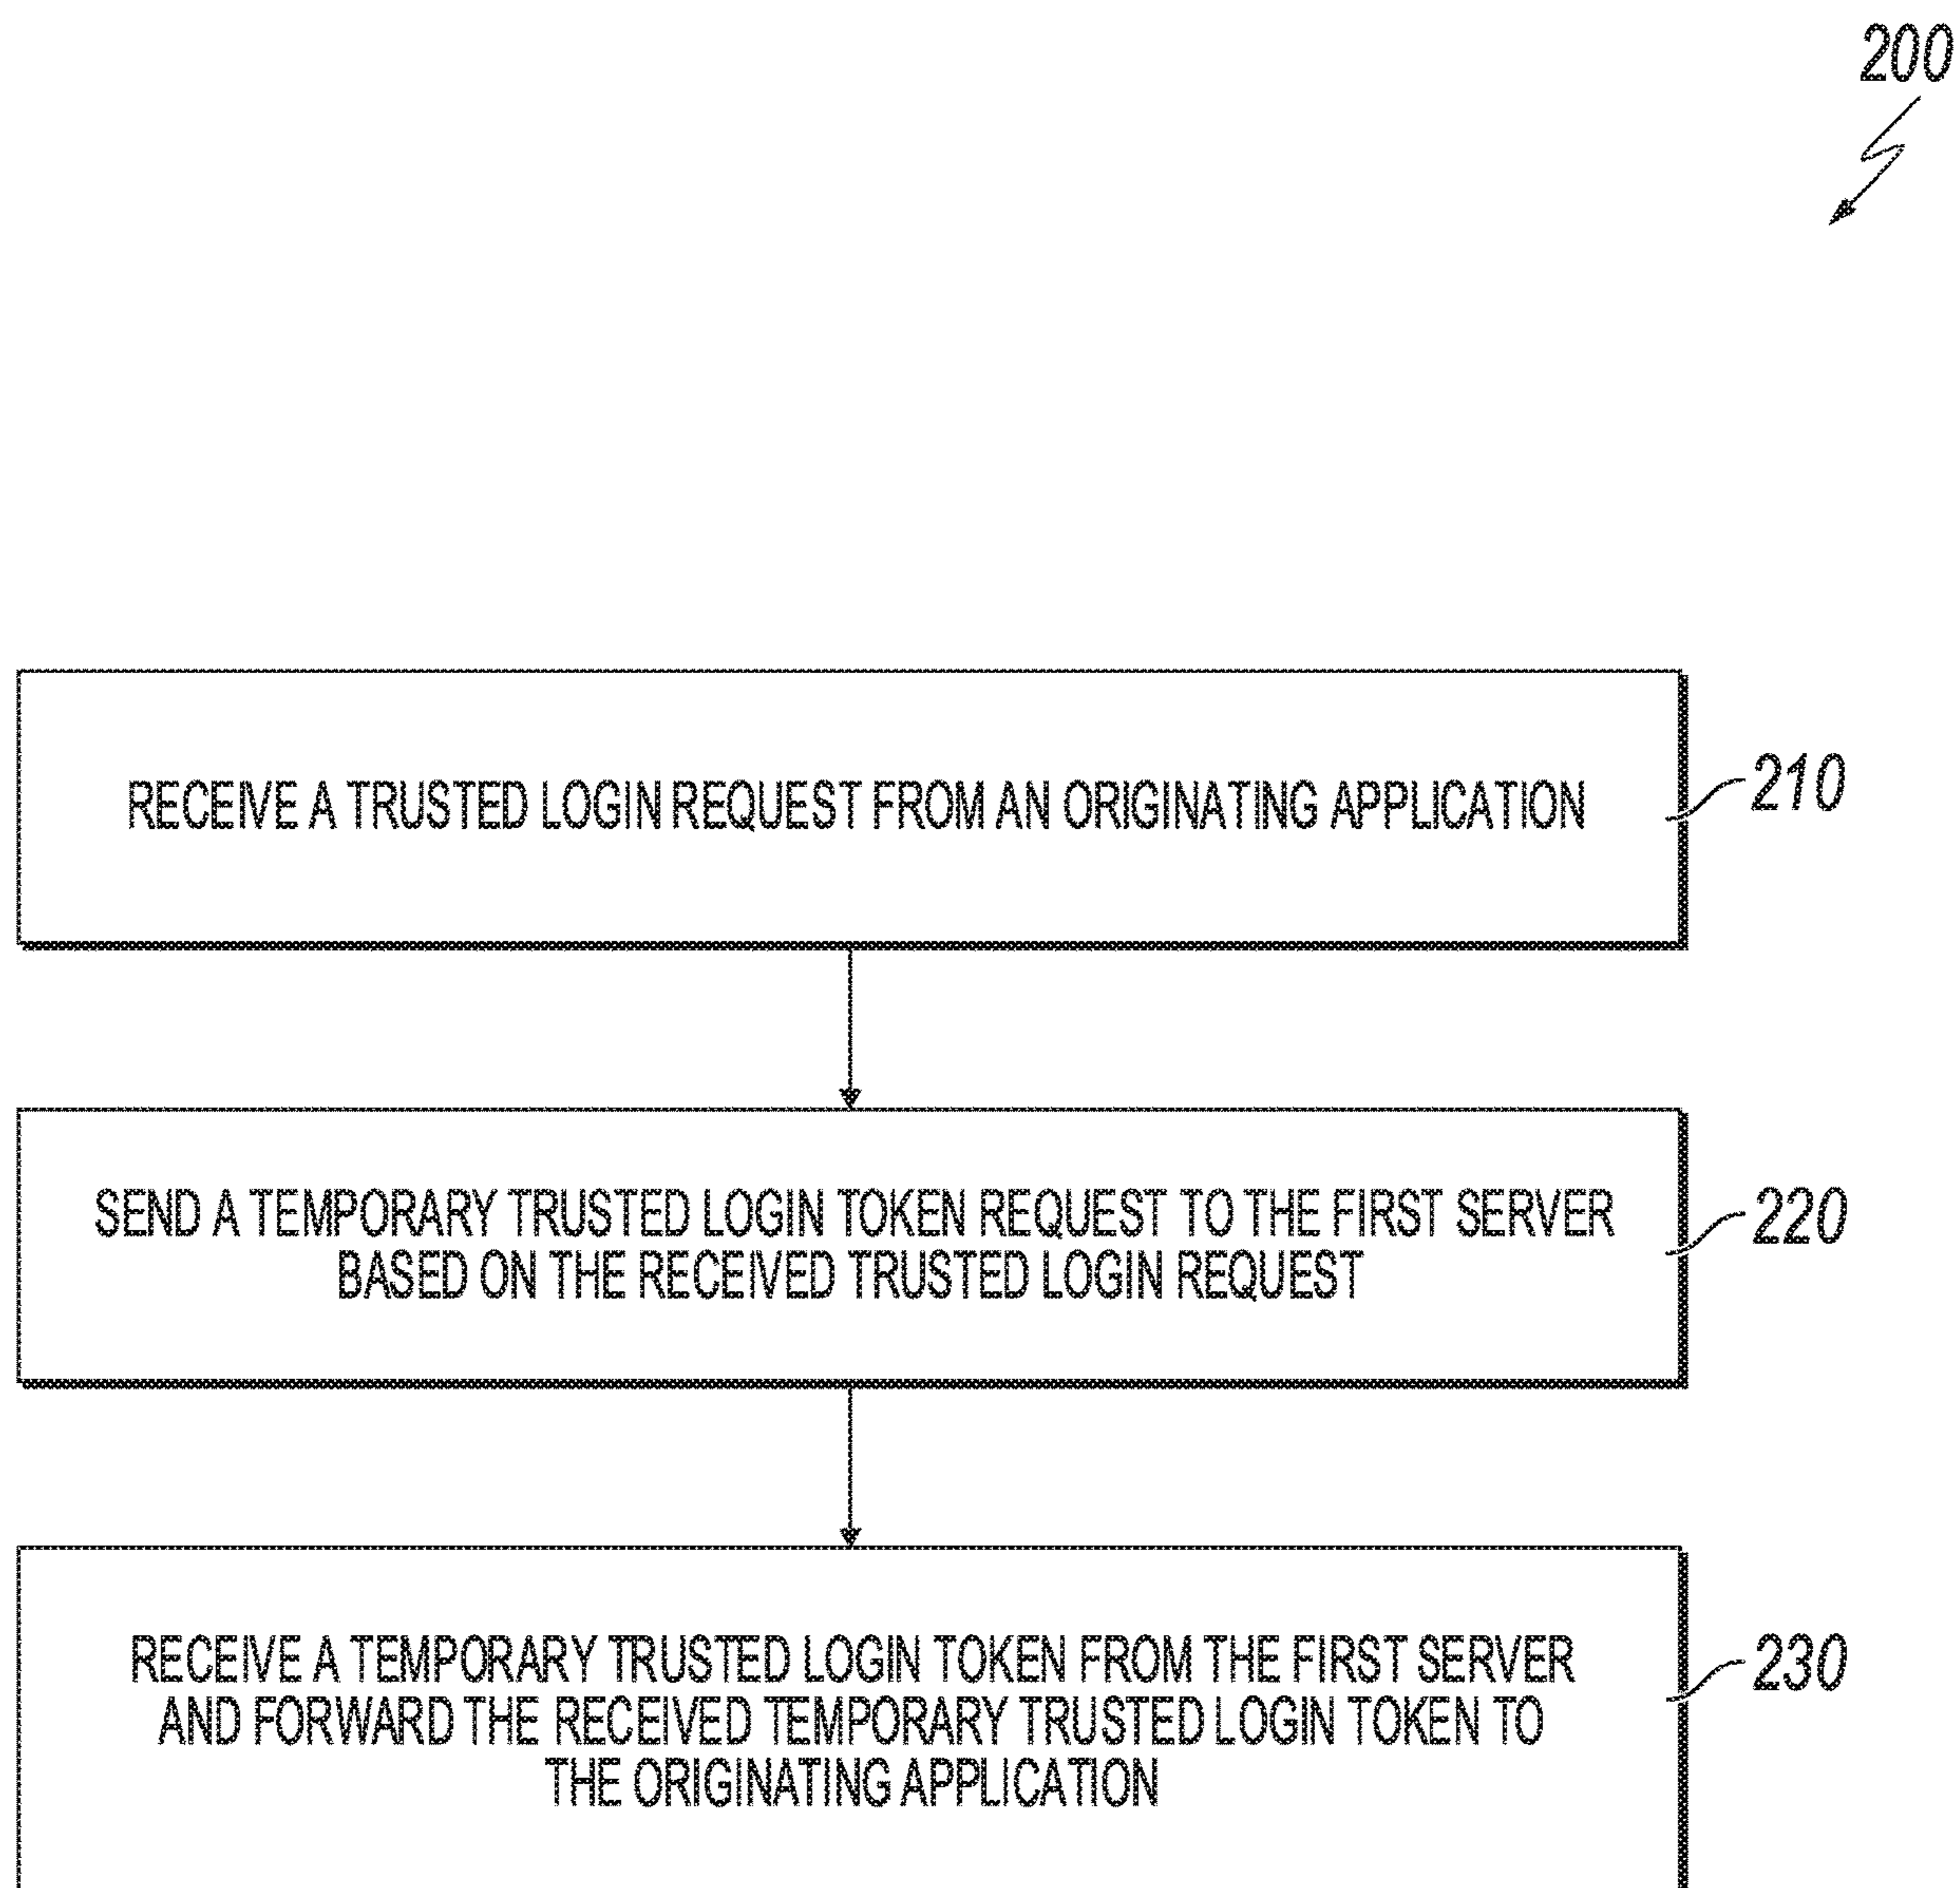 200
RECEIVE A TRUSTED LOGIN REQUEST FROM AN ORIGINATING APPLICATION
210
SEND A TEMPORARY TRUSTED LOGIN TOKEN REQUEST TO THE FIRST SERVER
BASED ON THE RECEIVED TRUSTED LOGIN REQUEST
220
RECEIVE A TEMPORARY TRUSTED LOGIN TOKEN FROM THE FIRST SERVER
AND FORWARD THE RECEIVED TEMPORARY TRUSTED LOGIN TOKEN TO
THE ORIGINATING APPLICATION
230